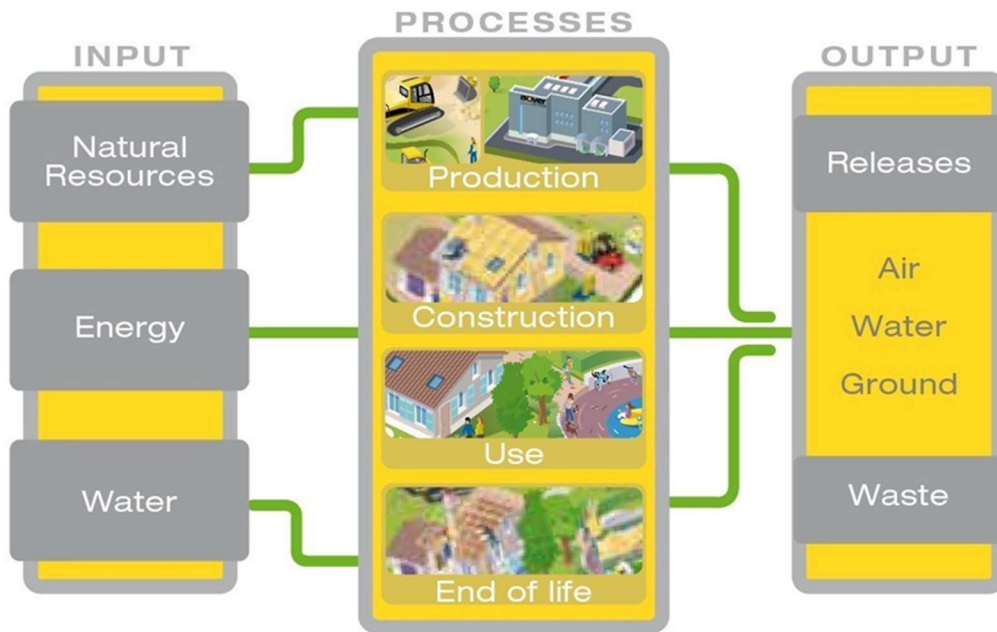 INPUT
Natural
Resources
Energy
Water
PROCESSES
Production
Construction
Use
End of life
OUTPUT
Releases
Air
Water
Ground
Waste